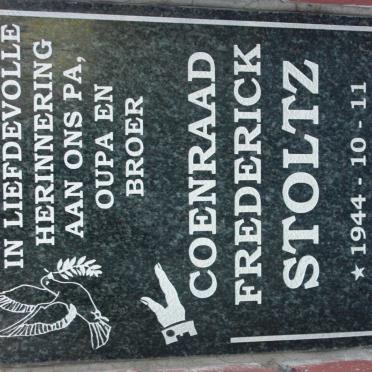 IN LIEFDEVOLLE
HERINNERING
AAN ONS PA,
OUPA EN
BROER
COENRAAD
FREDERICK
STOLTZ
★ 1944 - 10 - 11